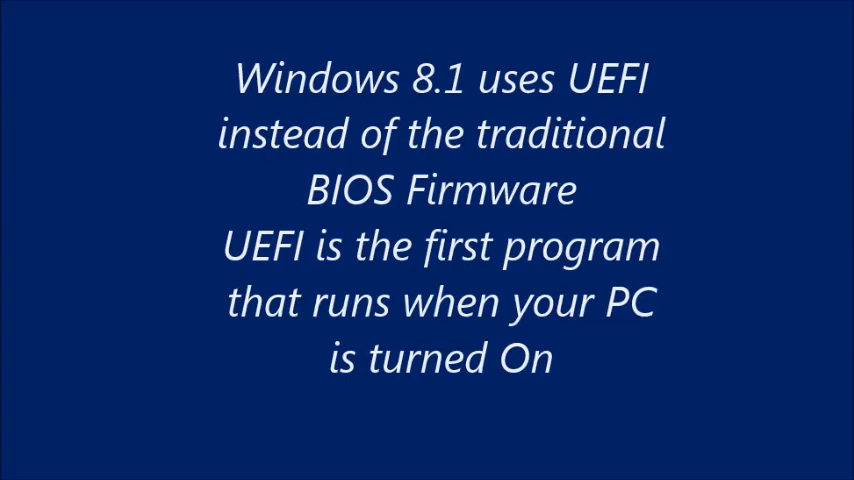 Windows 8.1 uses UEFI
instead of the traditional
BIOS Firmware
UEFI is the first program
that runs when your PC
is turned On